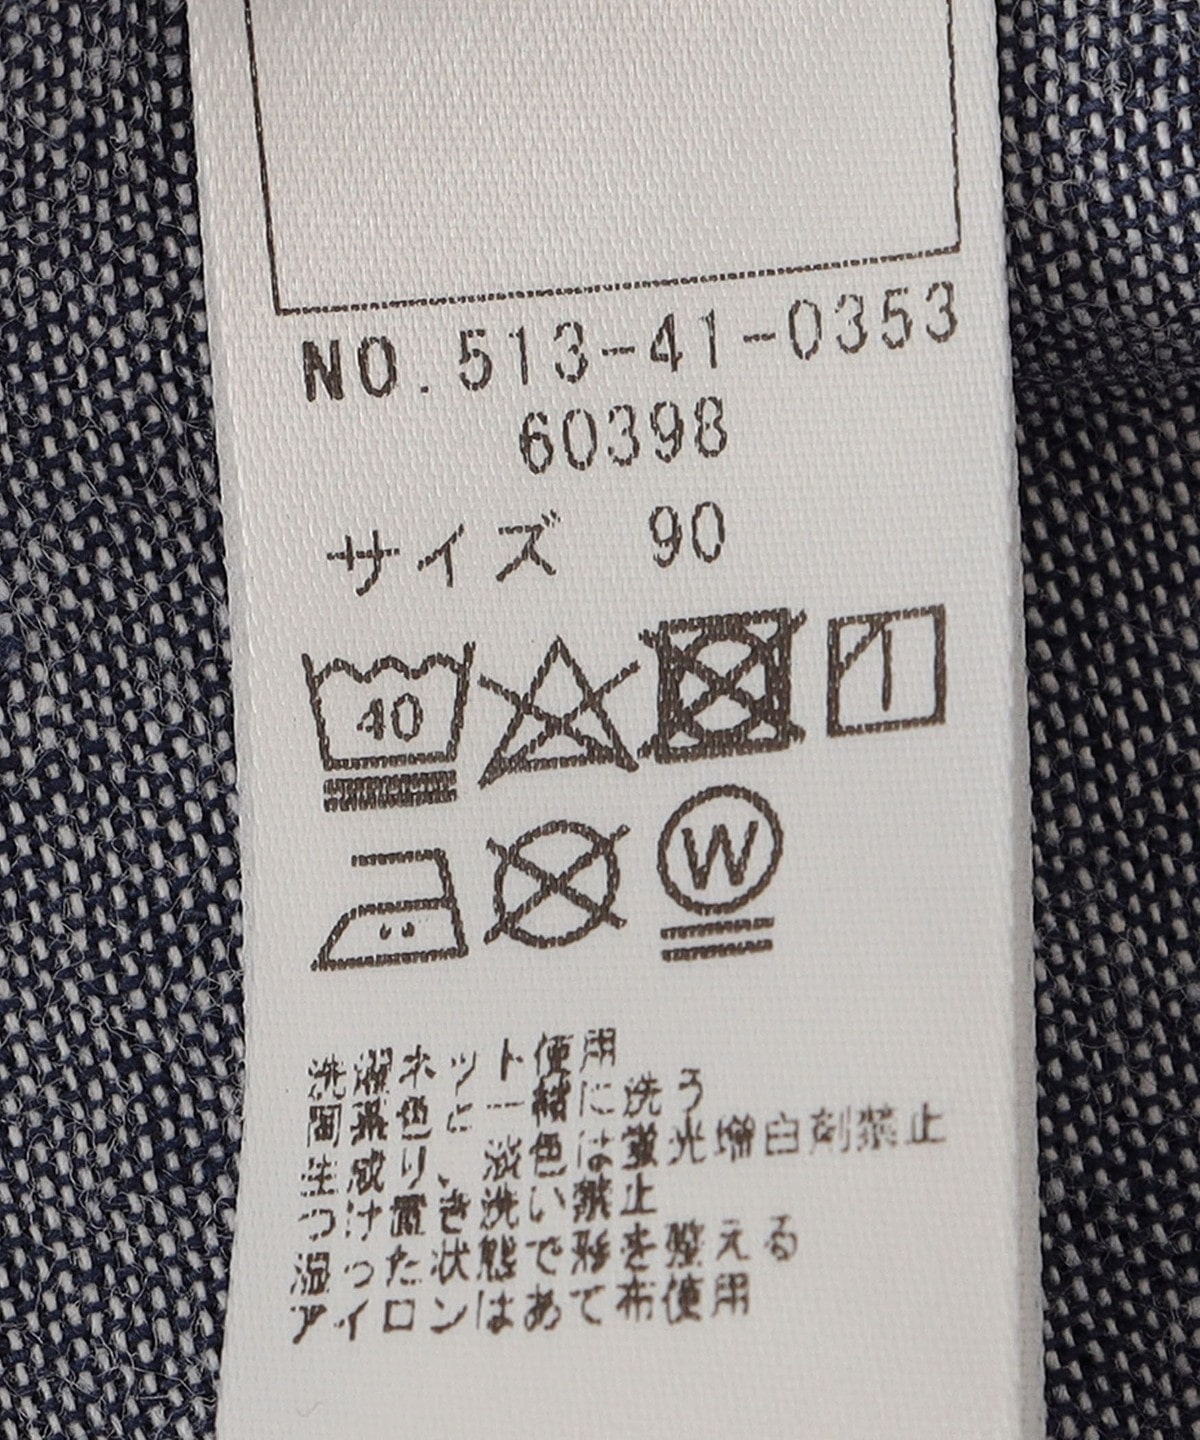 NO. 513-41-0353
60398
サイズ 90
40
W
洗濯ネット使用
同系色と一緒に洗う
生成り、淡色は蛍光増白剤禁止
つけ置き洗い禁止
湿った状態で形を整える
アイロンはあて布使用